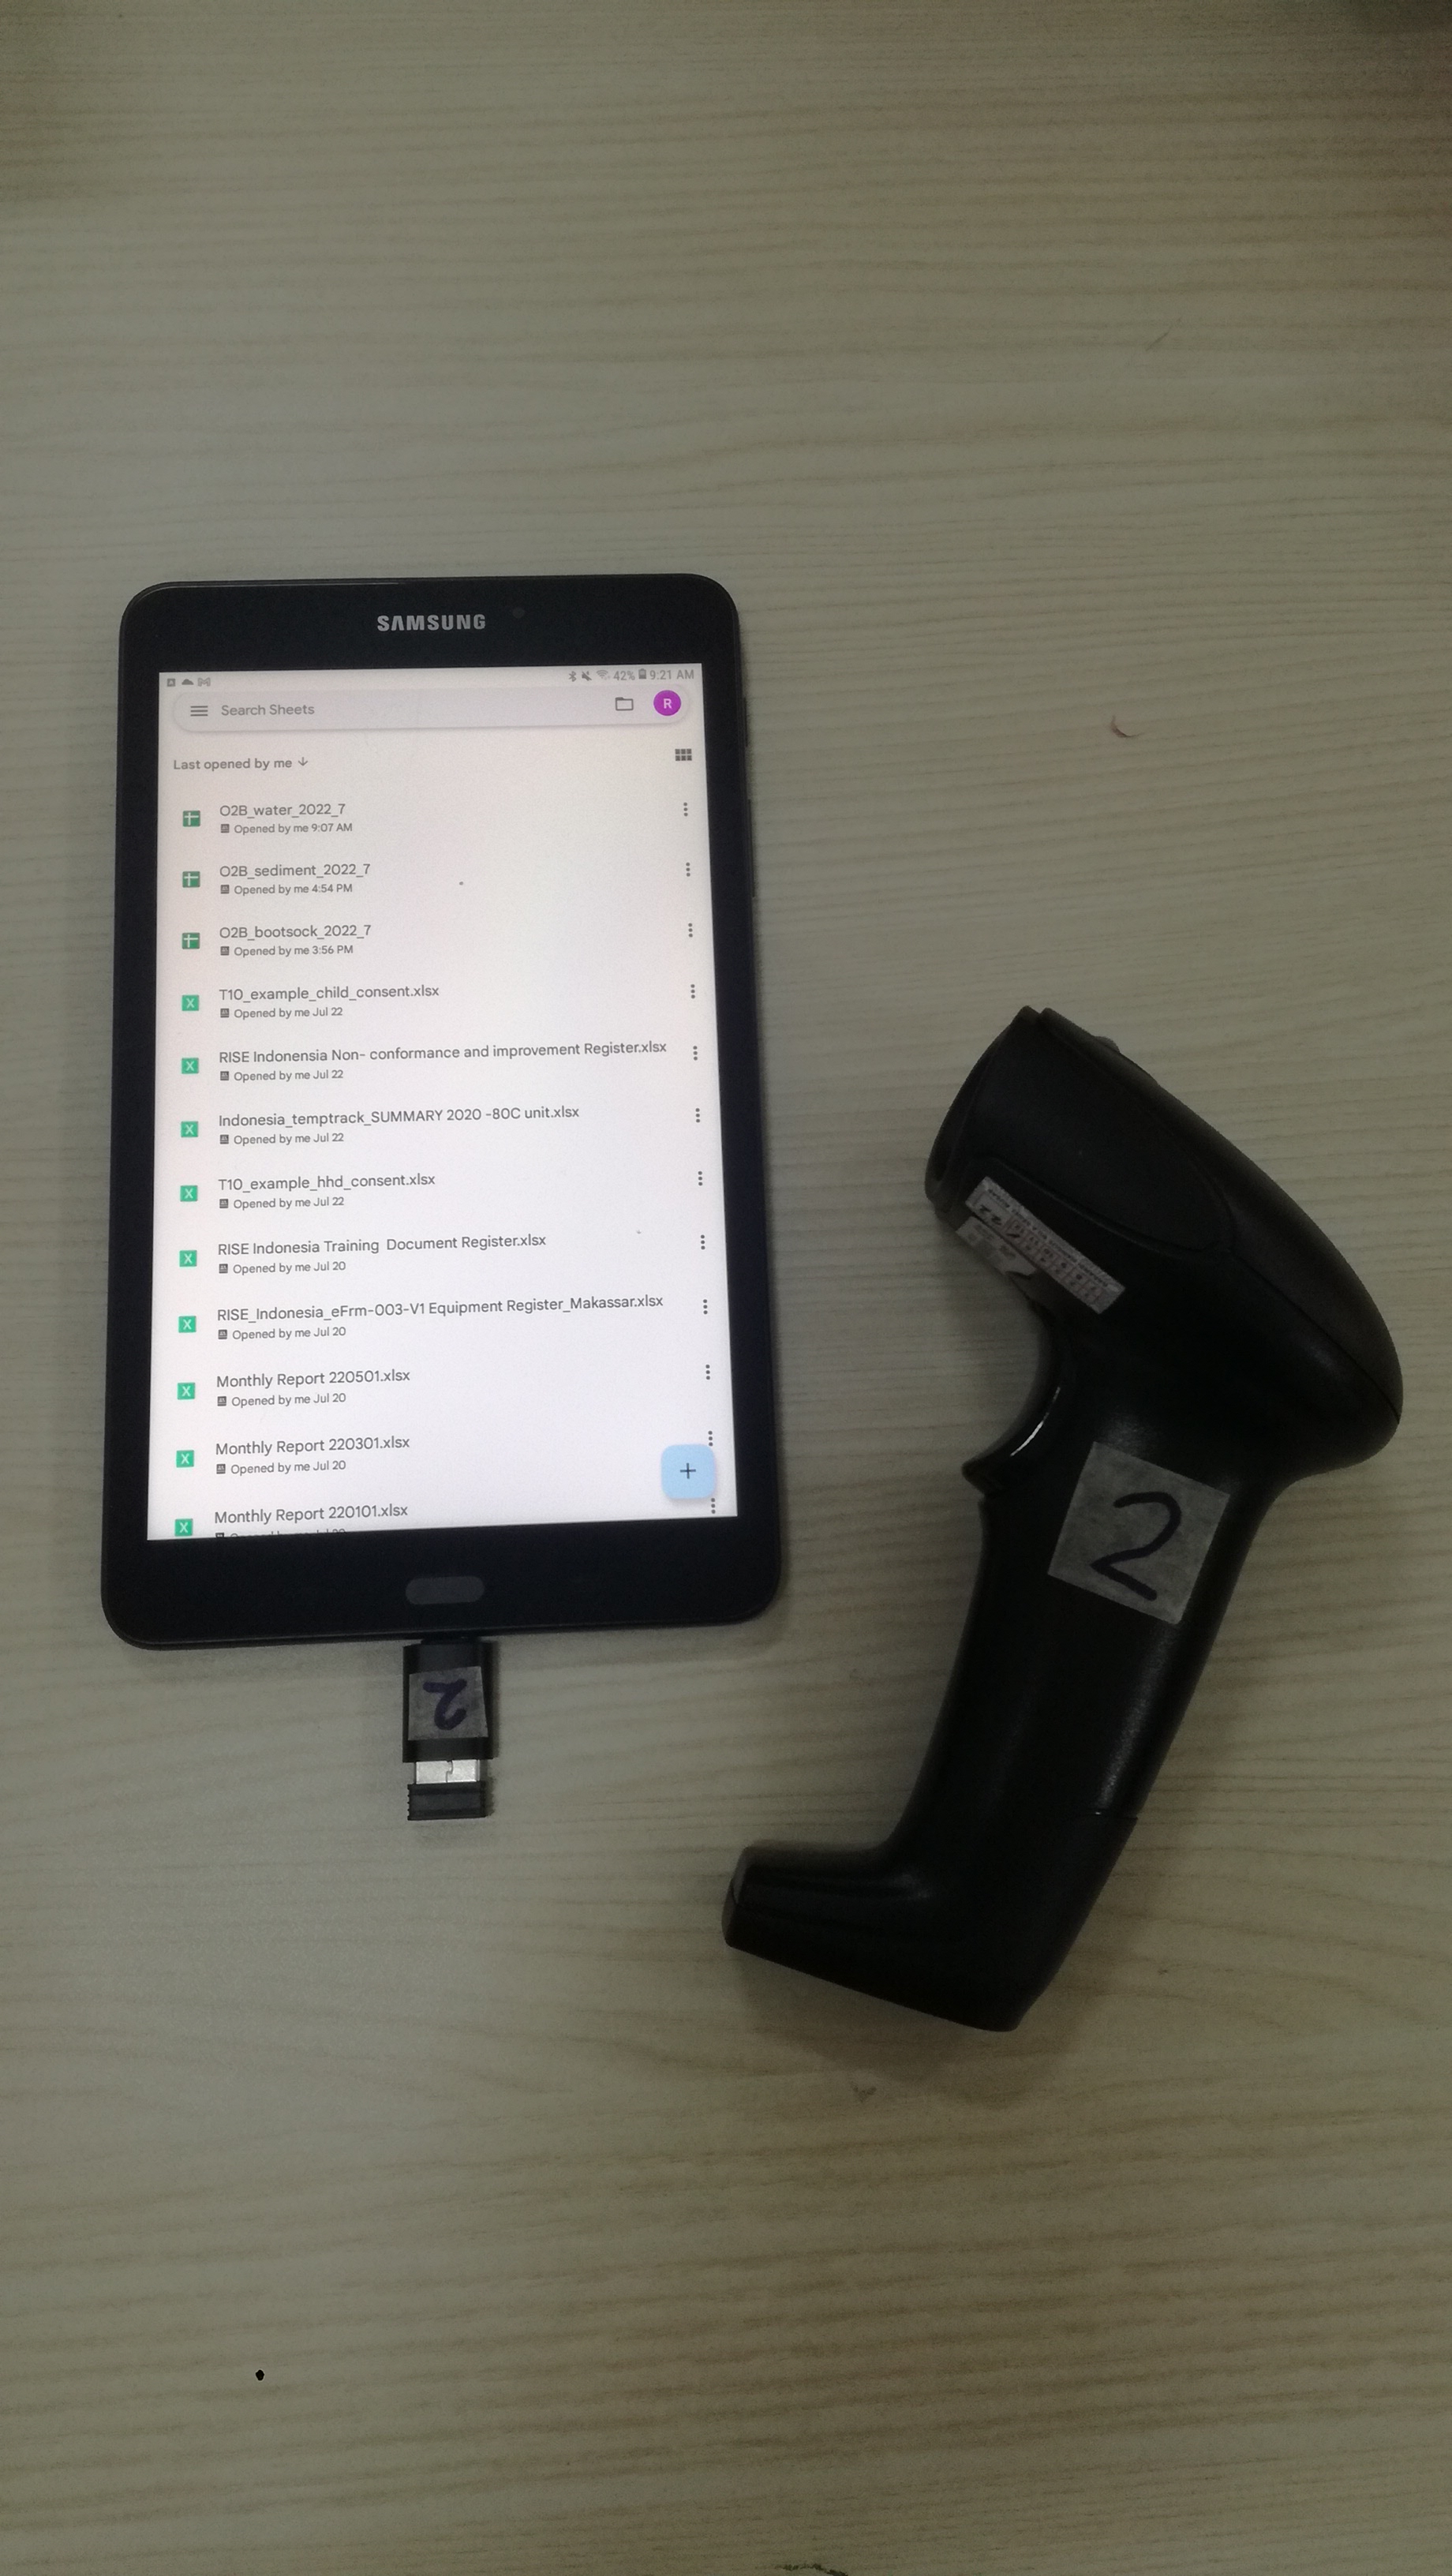 SAMSUNG
42% 9:21 AM
Search Sheets
R
Last opened by me ↓
O2B_water_2022_7
Opened by me 9:07 AM
O2B_sediment_2022_7
Opened by me 4:54 PM
O2B_bootsock_2022_7
Opened by me 3:56 PM
T10_example_child_consent.xlsx
Opened by me Jul 22
RISE Indonensia Non- conformance and improvement Register.xlsx
Opened by me Jul 22
Indonesia_temptrack_SUMMARY 2020 -80C unit.xlsx
Opened by me Jul 22
T10_example_hhd_consent.xlsx
Opened by me Jul 22
RISE Indonesia Training Document Register.xlsx
Opened by me Jul 20
RISE_Indonesia_eFrm-003-V1 Equipment Register_Makassar.xlsx
Opened by me Jul 20
Monthly Report 220501.xlsx
Opened by me Jul 20
Monthly Report 220301.xlsx
Opened by me Jul 20
+
Monthly Report 220101.xlsx
2
2